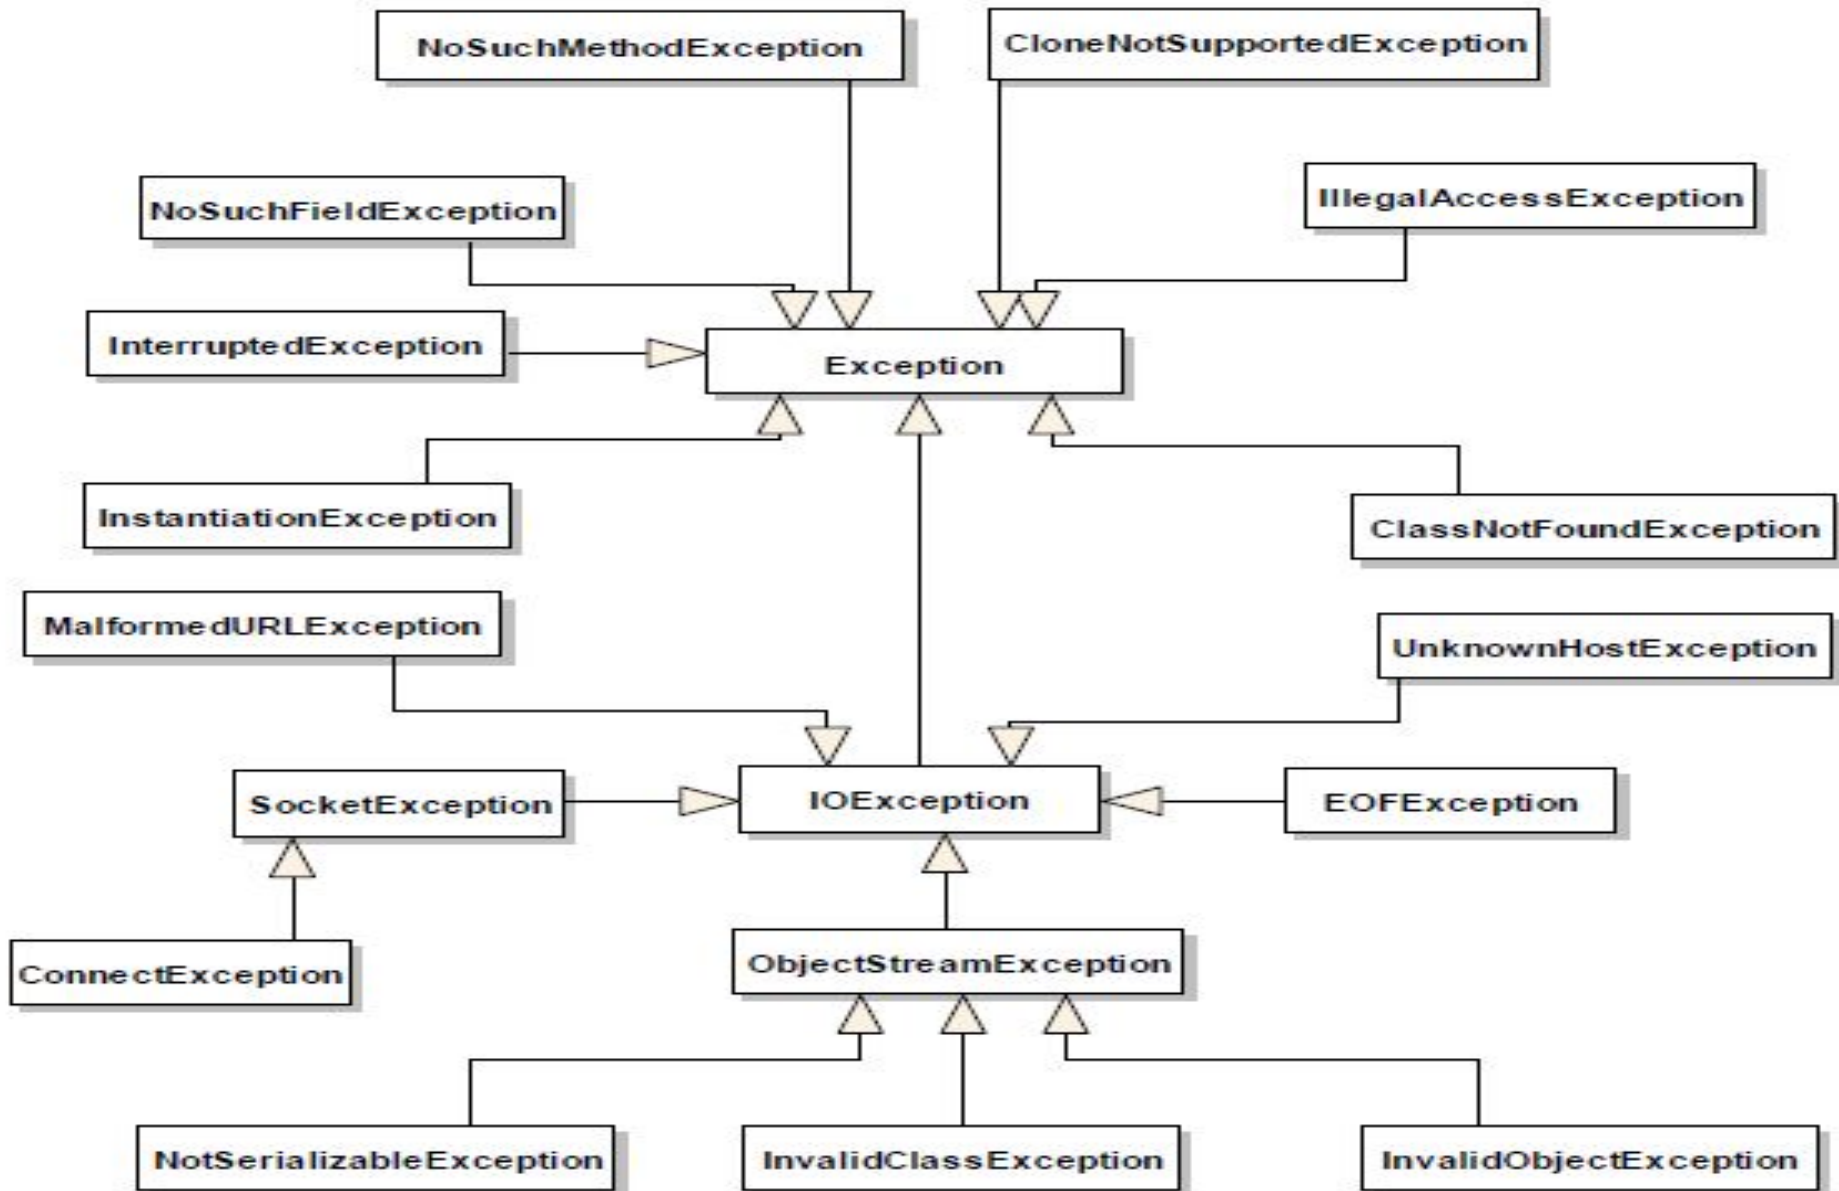 NoSuchMethodException
CloneNotSupportedException
NoSuchFieldException
IllegalAccessException
InterruptedException
Exception
InstantiationException
ClassNotFoundException
MalformedURLException
UnknownHostException
SocketException
IOException
EOFException
ConnectException
ObjectStreamException
NotSerializableException
InvalidClassException
InvalidObjectException